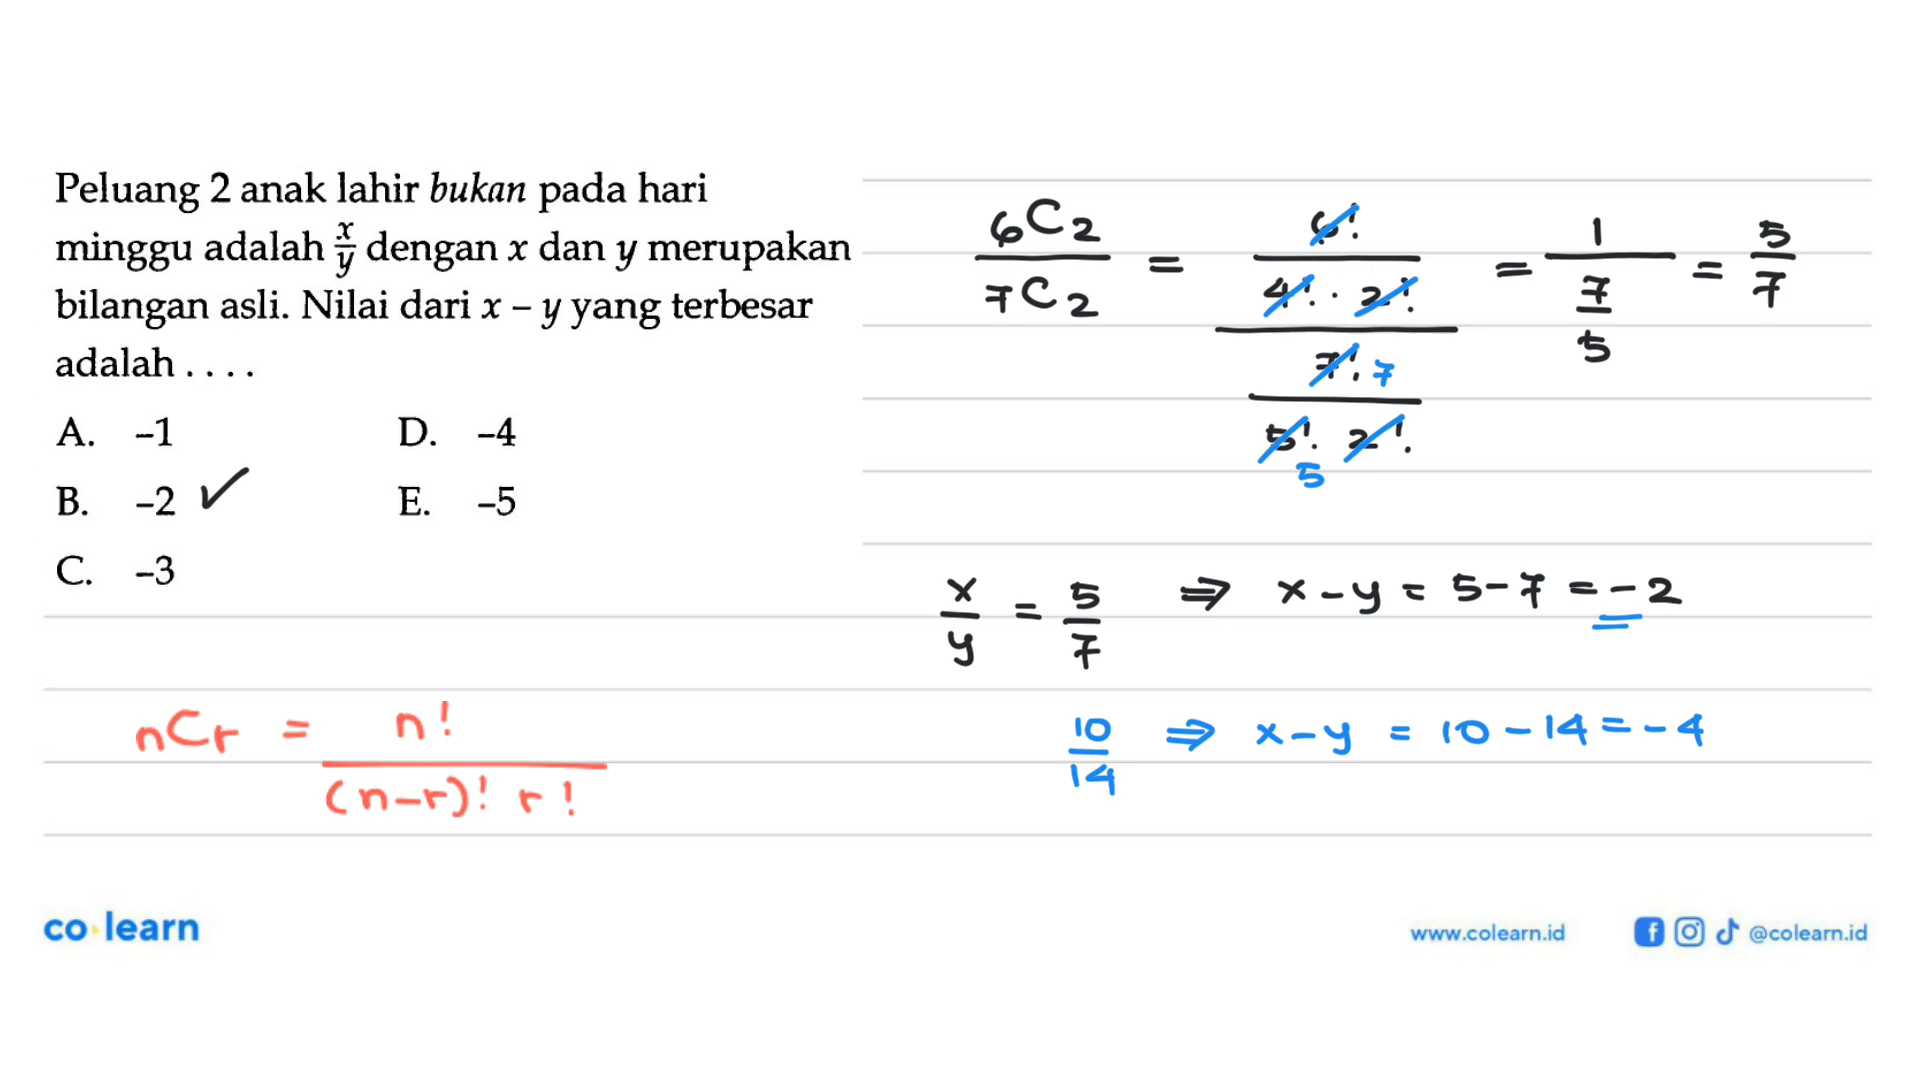 Peluang 2 anak lahir bukan pada hari
minggu adalah x/y dengan x dan y merupakan
bilangan asli. Nilai dari x – y yang terbesar
adalah . . . .
A. –1
D. –4
B. –2 ✓
E. –5
C. –3
6C2 / 7C2 = (6! / (4! . 2!)) / (7! 7 / (5! 5 2!)) = 1 / (7/5) = 5/7
x/y = 5/7 ⇒ x - y = 5 - 7 = -2
10/14 ⇒ x - y = 10 - 14 = -4
nCr = n! / (n-r)! r!
co learn
www.colearn.id
@colearn.id